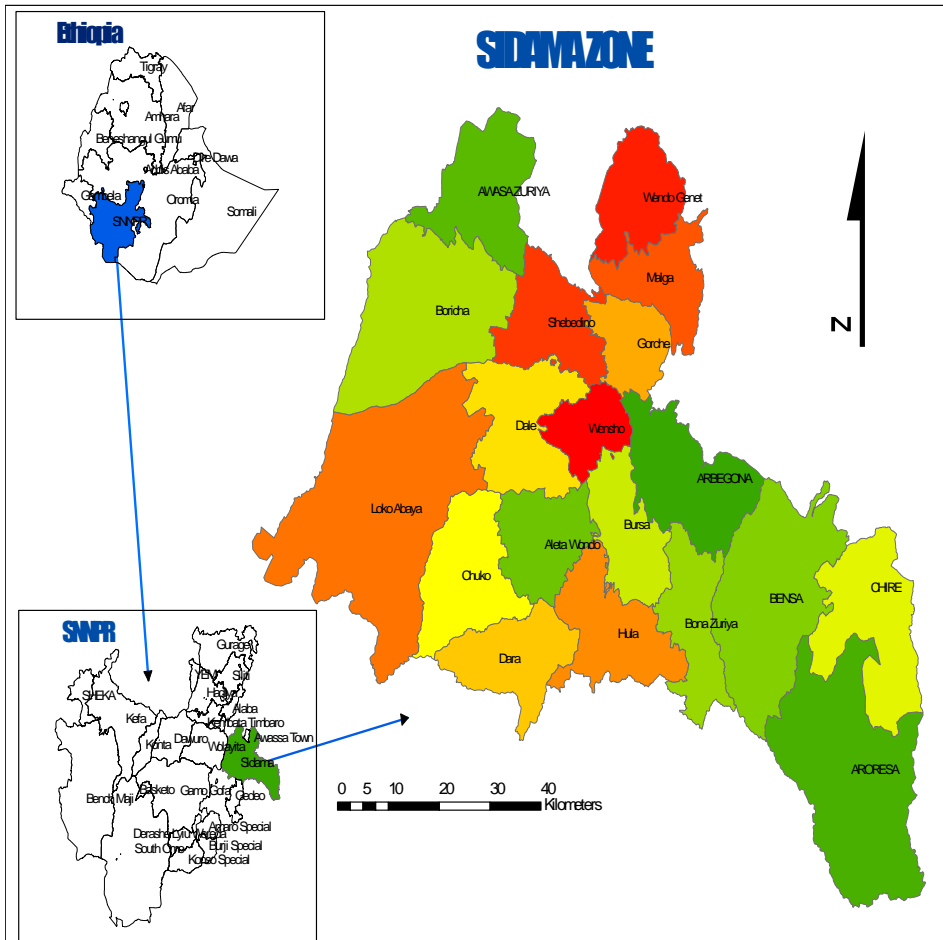 Ethiopia
Tigray
Afar
Amhara
Beneshangul Gumu
Dire Dawa
Addis Ababa
Gambela
Oromia
Somali
SNNPR
SIDAMA ZONE
AWASA ZURIYA
Wendo Genet
Malga
Boricha
Shebedino
Gorche
Dale
Wensho
ARBEGONA
Loko Abaya
Bursa
Aleta Wondo
Chuko
BENSA
CHIRE
Bona Zuriya
Hula
Dara
ARORESA
N
0 5 10 20 30 40
Kilometers
SNNPR
Gurage
YEM
Silti
Hadiya
SHEKA
Alaba
Kefa
Kembata Timbaro
Konta
Dawuro
Awassa Town
Wolayita
Sidama
Bench Maji
Basketo
Gamo Gofa
Gedeo
Amaro Special
Derashe
South Omo
Burji Special
Konso Special